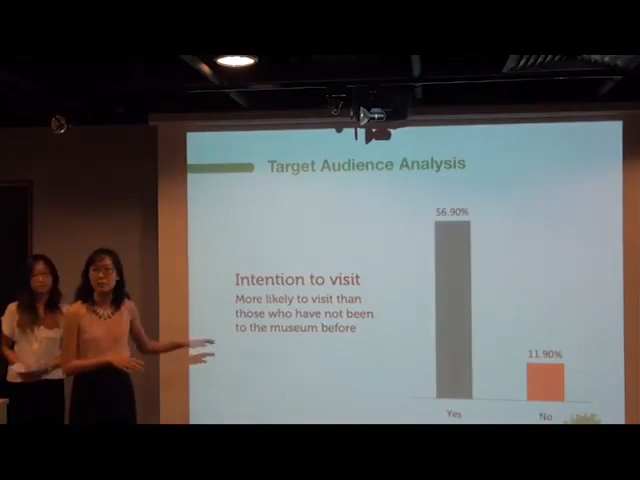 Target Audience Analysis
56.90%
Intention to visit
More likely to visit than
those who have not been
to the museum before
11.90%
Yes
No